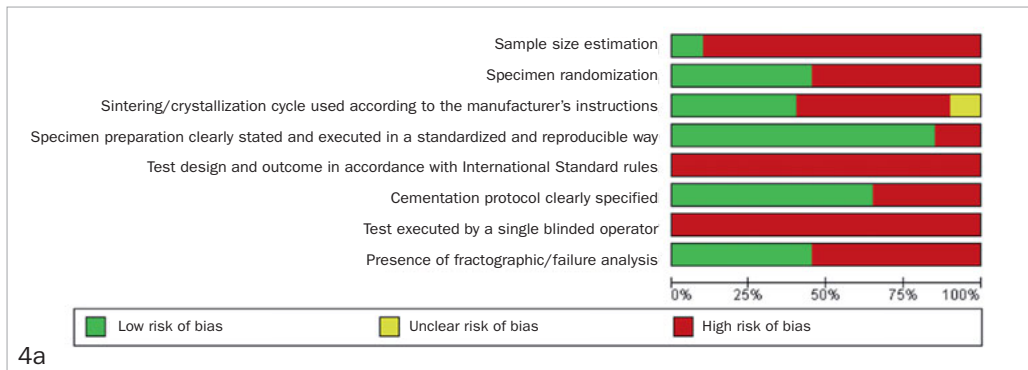 Sample size estimation
Specimen randomization
Sintering/crystallization cycle used according to the manufacturer's instructions
Specimen preparation clearly stated and executed in a standardized and reproducible way
Test design and outcome in accordance with International Standard rules
Cementation protocol clearly specified
Test executed by a single blinded operator
Presence of fractographic/failure analysis
0% 25% 50% 75% 100%
Low risk of bias Unclear risk of bias High risk of bias
4a